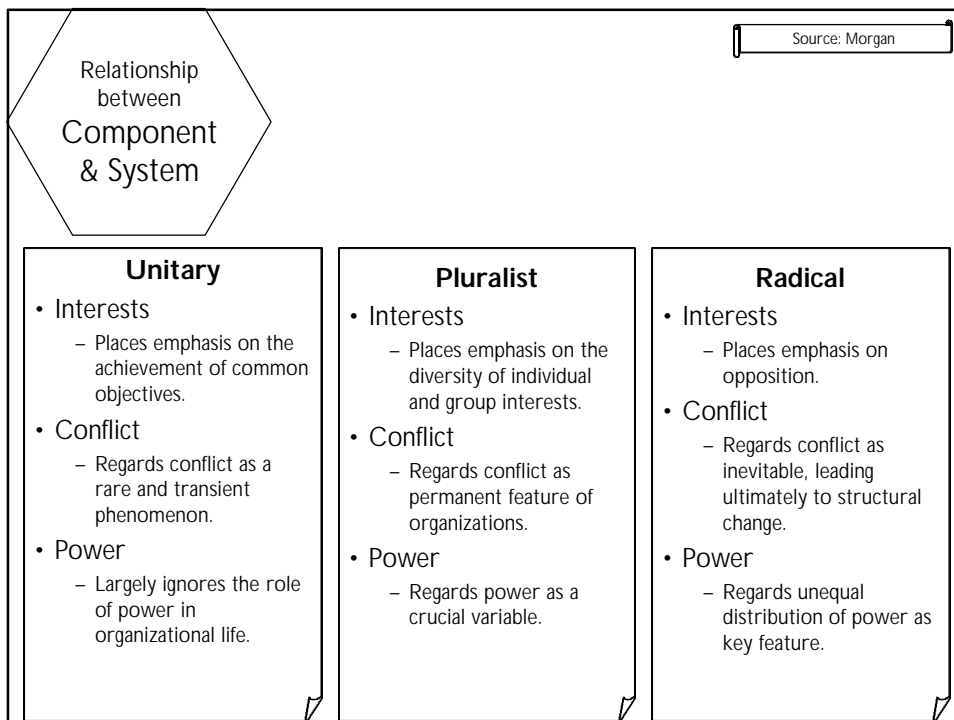 Source: Morgan
Relationship
between
Component
& System
Unitary
• Interests
– Places emphasis on the
achievement of common
objectives.
• Conflict
– Regards conflict as a
rare and transient
phenomenon.
• Power
– Largely ignores the role
of power in
organizational life.
Pluralist
• Interests
– Places emphasis on the
diversity of individual
and group interests.
• Conflict
– Regards conflict as
permanent feature of
organizations.
• Power
– Regards power as a
crucial variable.
Radical
• Interests
– Places emphasis on
opposition.
• Conflict
– Regards conflict as
inevitable, leading
ultimately to structural
change.
• Power
– Regards unequal
distribution of power as
key feature.